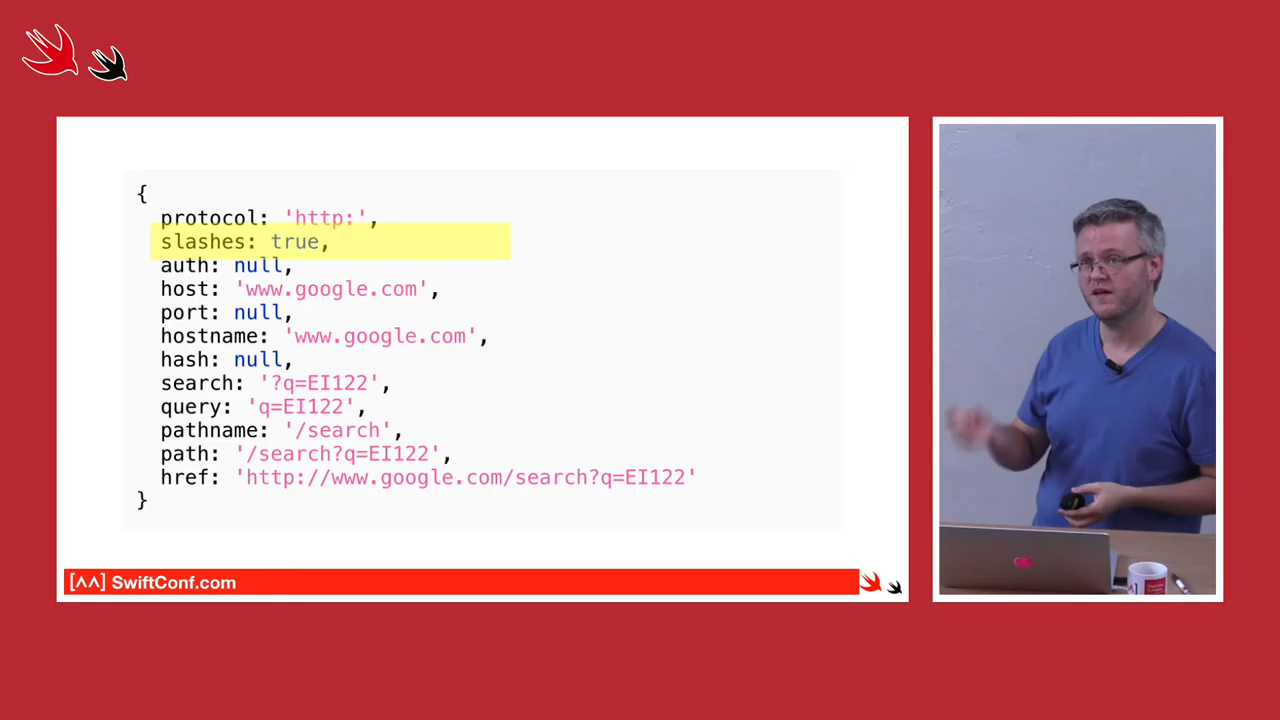 {
protocol: 'http:',
slashes: true,
auth: null,
host: 'www.google.com',
port: null,
hostname: 'www.google.com',
hash: null,
search: '?q=EI122',
query: 'q=EI122',
pathname: '/search',
path: '/search?q=EI122',
href: 'http://www.google.com/search?q=EI122'
}
[^^] SwiftConf.com